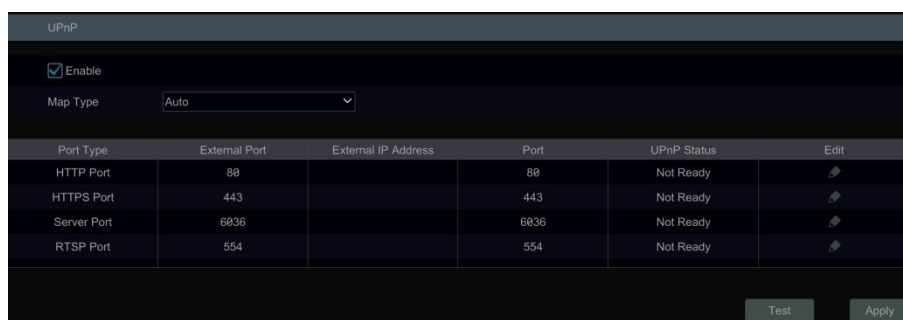 UPnP
Enable
Map Type Auto
Port Type External Port External IP Address Port UPnP Status Edit
HTTP Port 80 80 Not Ready
HTTPS Port 443 443 Not Ready
Server Port 6036 6036 Not Ready
RTSP Port 554 554 Not Ready
Test Apply